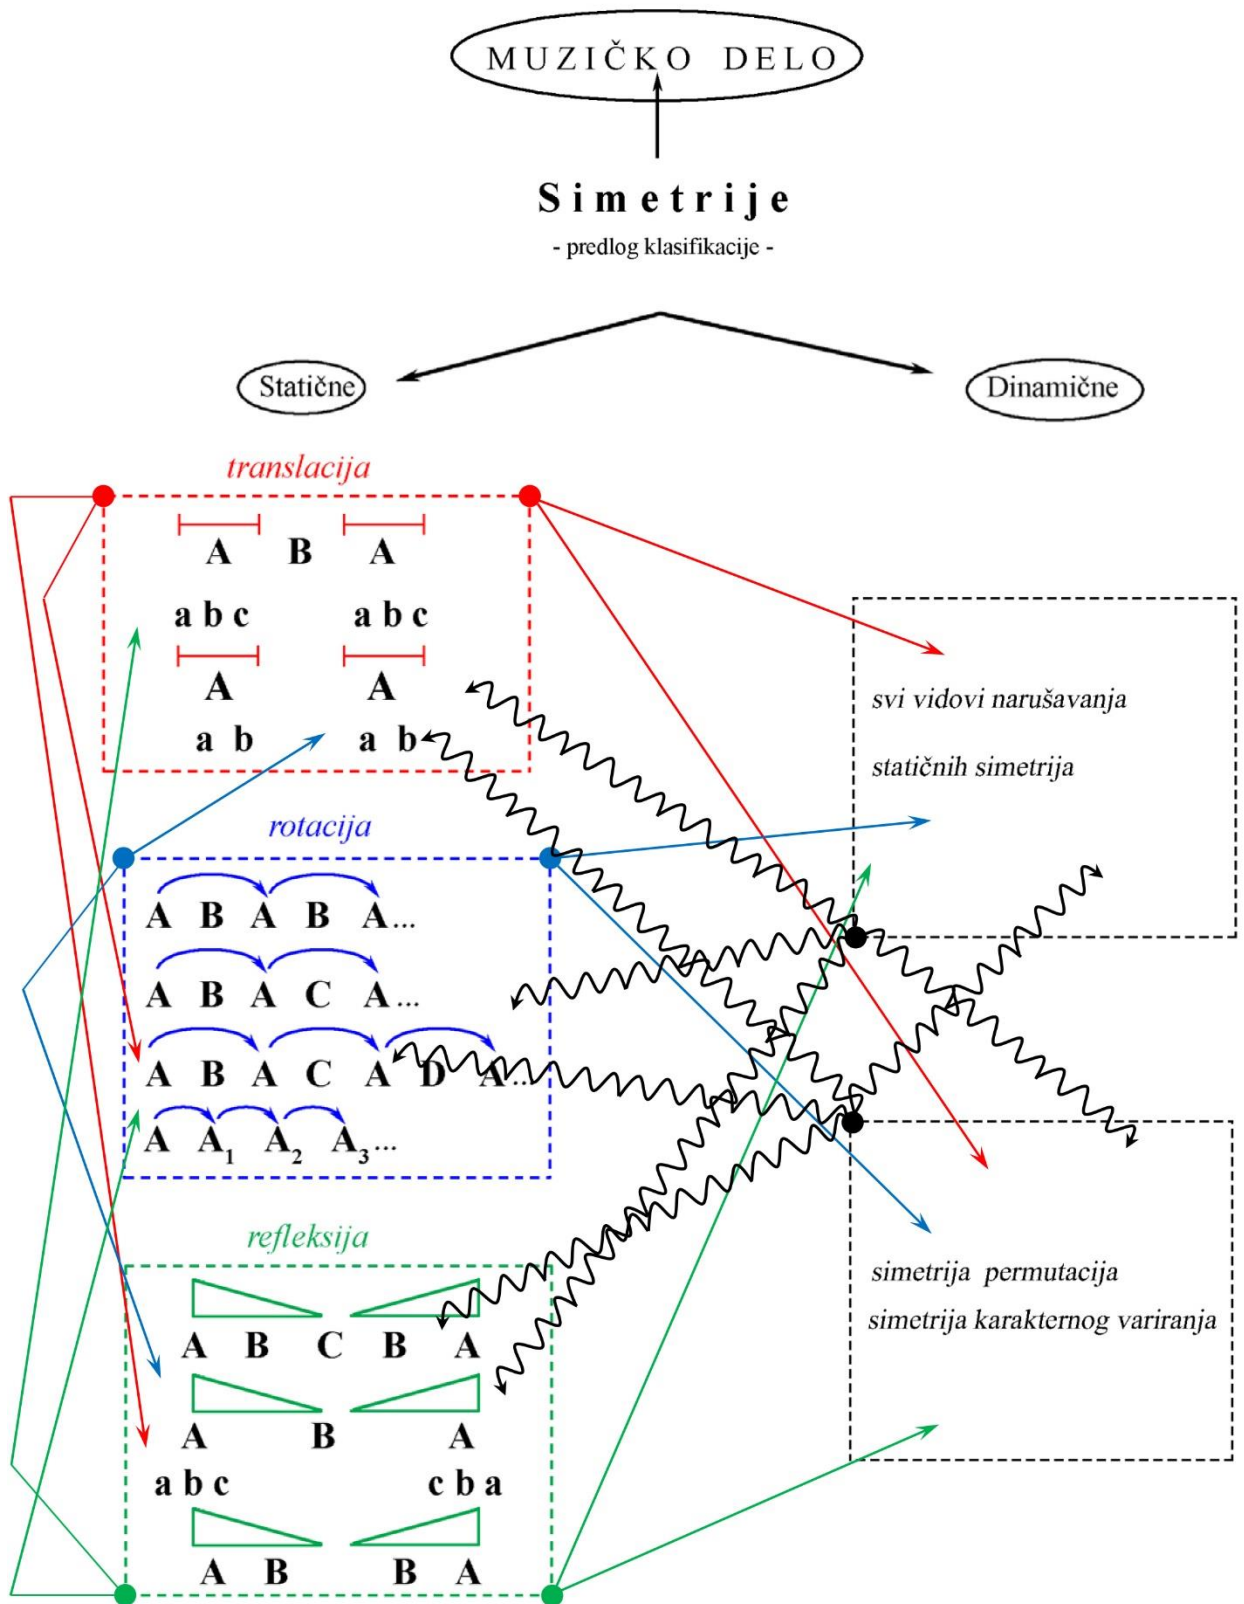 MUZIČKO DELO
Simetrije
- predlog klasifikacije -
Statične
Dinamične
translacija
A B A
a b c a b c
A A
a b a b
rotacija
A B A B A...
A B A C A...
A B A C A D A...
A A₁ A₂ A₃...
refleksija
A B C B A
A B A
a b c c b a
A B B A
svi vidovi narušavanja
statičnih simetrija
simetrija permutacija
simetrija karakternog variranja